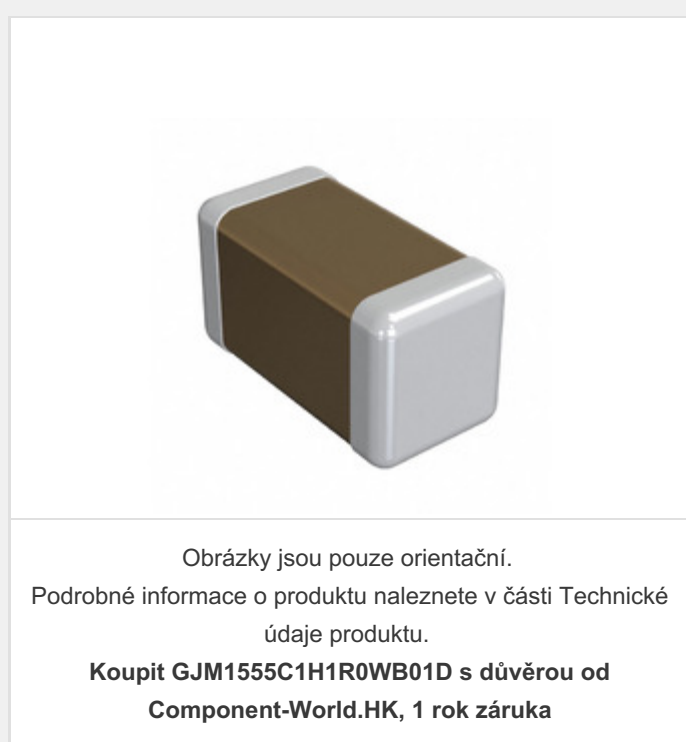 Obrázky jsou pouze orientační.
Podrobné informace o produktu naleznete v části Technické
údaje produktu.
Koupit GJM1555C1H1R0WB01D s důvěrou od
Component-World.HK, 1 rok záruka